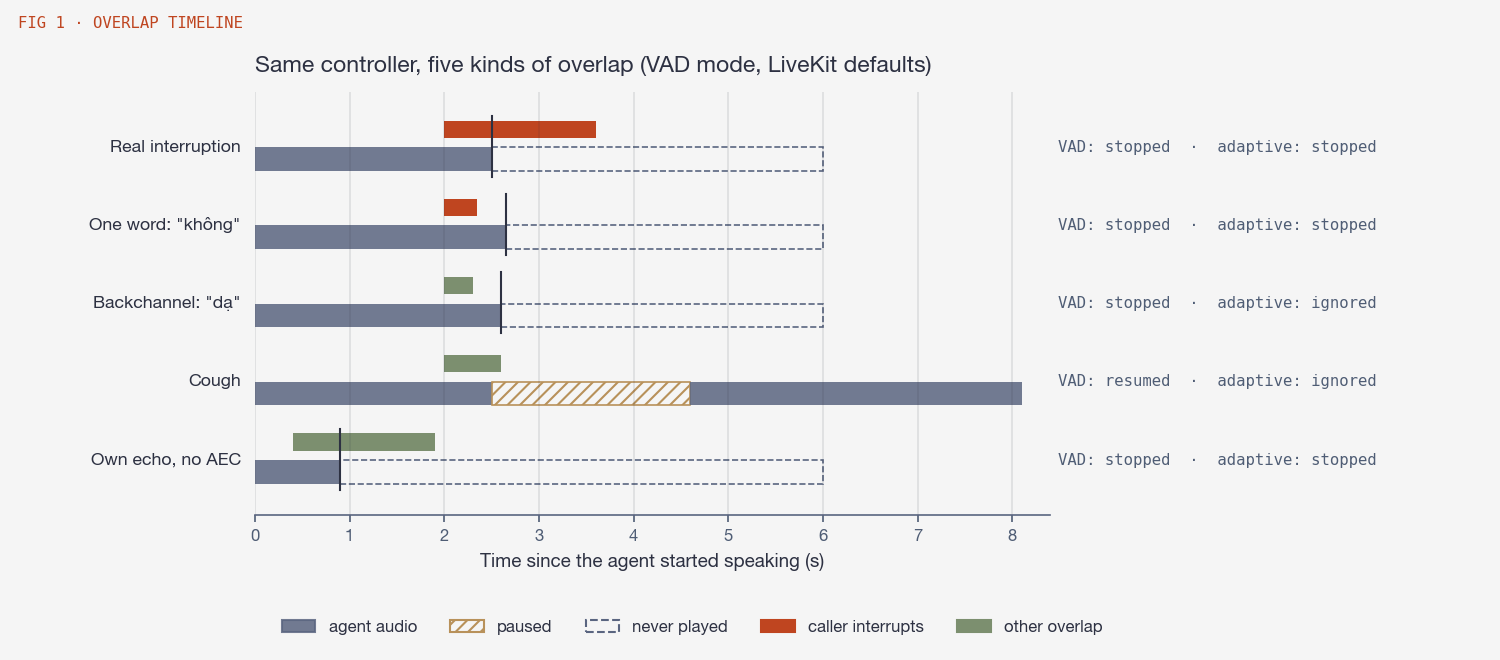 FIG 1 · OVERLAP TIMELINE
Same controller, five kinds of overlap (VAD mode, LiveKit defaults)
Real interruption
VAD: stopped · adaptive: stopped
One word: "không"
VAD: stopped · adaptive: stopped
Backchannel: "dạ"
VAD: stopped · adaptive: ignored
Cough
VAD: resumed · adaptive: ignored
Own echo, no AEC
VAD: stopped · adaptive: stopped
0 1 2 3 4 5 6 7 8
Time since the agent started speaking (s)
agent audio paused never played caller interrupts other overlap